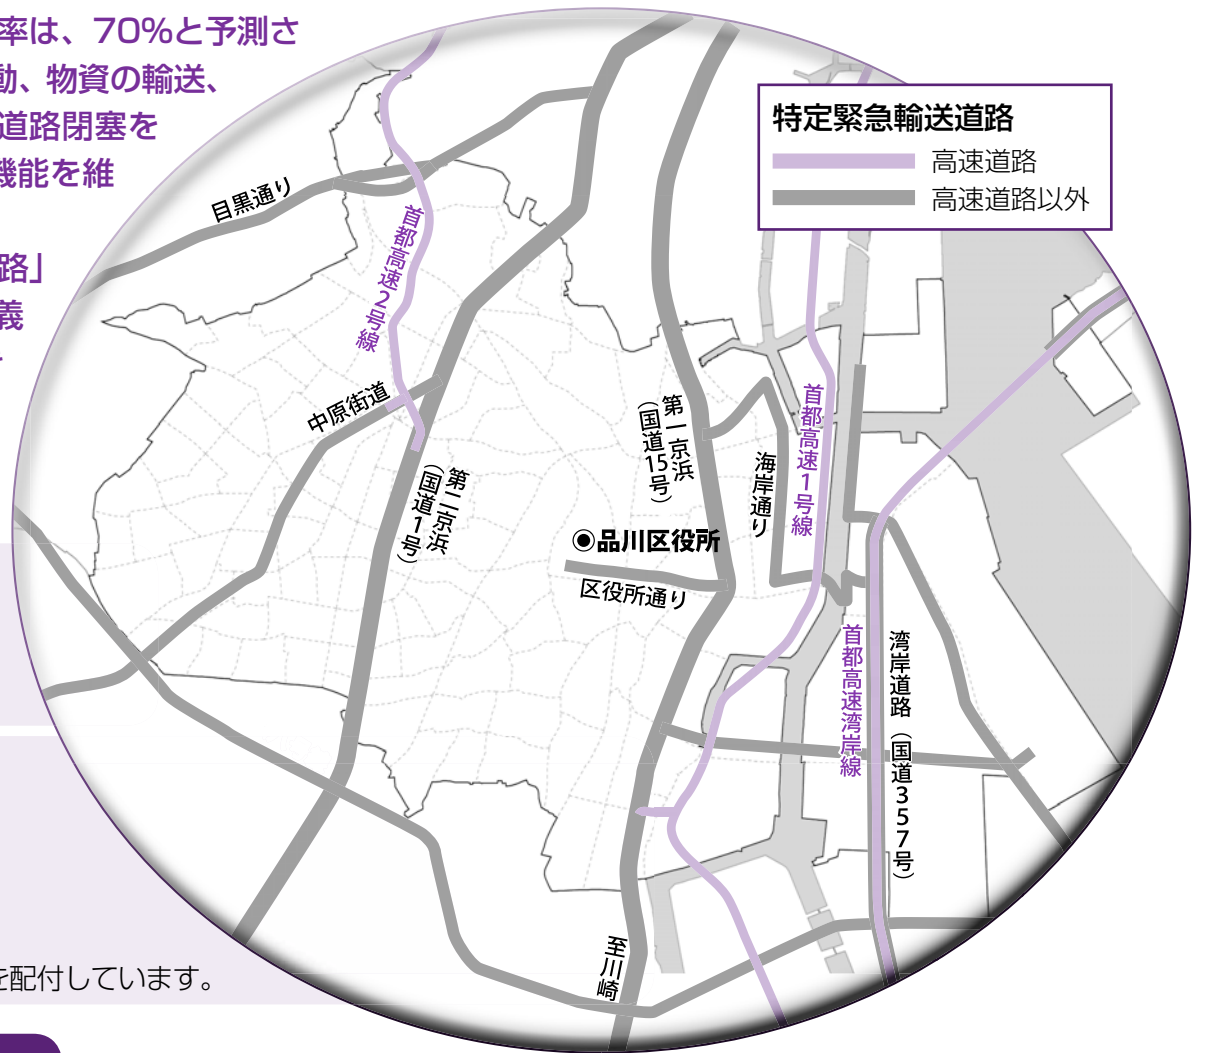 率は、70%と予測さ
動、物資の輸送、
道路閉塞を
機能を維
路」
義
特定緊急輸送道路
高速道路
高速道路以外
目黒通り
首都高速2号線
中原街道
第二京浜
(国道1号)
第一京浜
(国道15号)
海岸通り
首都高速1号線
◉品川区役所
区役所通り
首都高速湾岸線
湾岸道路(国道357号)
至川崎
を配付しています。